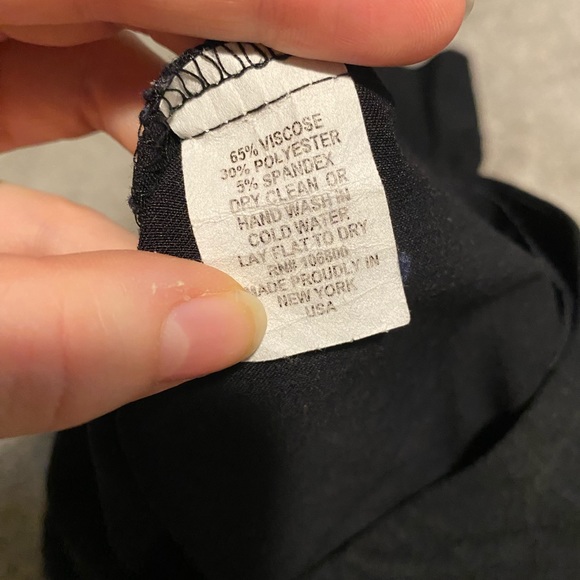 65% VISCOSE
30% POLYESTER
5% SPANDEX
DRY CLEAN OR
HAND WASH IN
COLD WATER
LAY FLAT TO DRY
RN# 106600
MADE PROUDLY IN
NEW YORK
USA